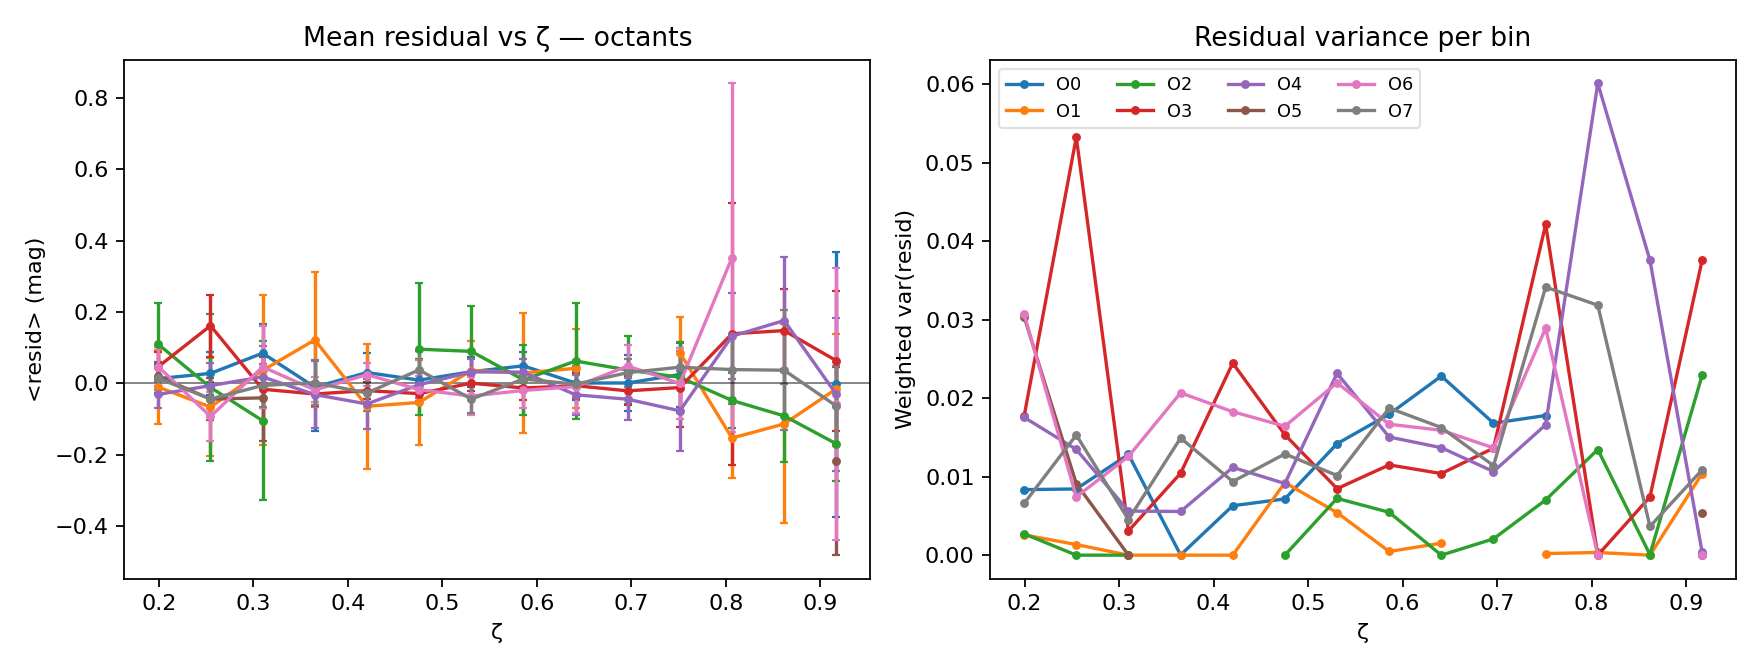 Mean residual vs ζ — octants
<resid> (mag)
0.8
0.6
0.4
0.2
0.0
−0.2
−0.4
0.2 0.3 0.4 0.5 0.6 0.7 0.8 0.9
ζ
Residual variance per bin
Weighted var(resid)
O0 O2 O4 O6
O1 O3 O5 O7
0.06
0.05
0.04
0.03
0.02
0.01
0.00
0.2 0.3 0.4 0.5 0.6 0.7 0.8 0.9
ζ